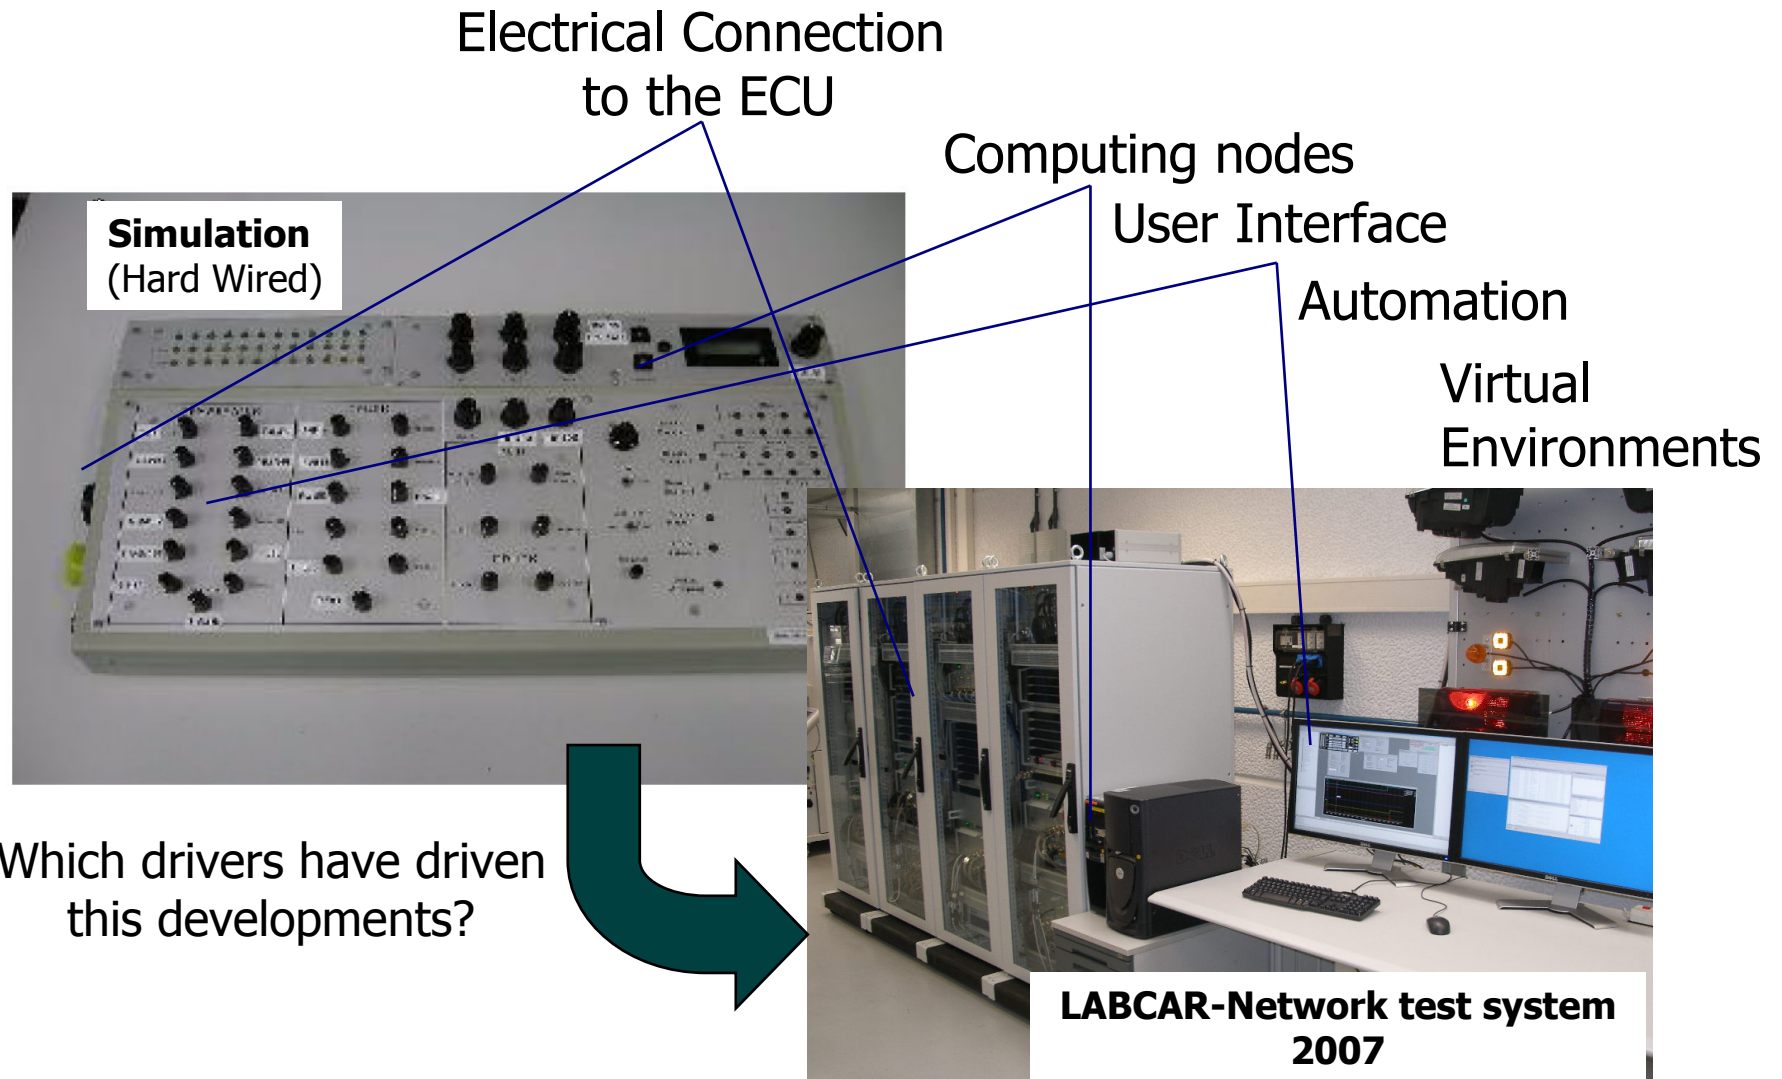 Electrical Connection
to the ECU
Computing nodes
User Interface
Automation
Virtual
Environments
Simulation
(Hard Wired)
Which drivers have driven
this developments?
DELL
LABCAR-Network test system
2007